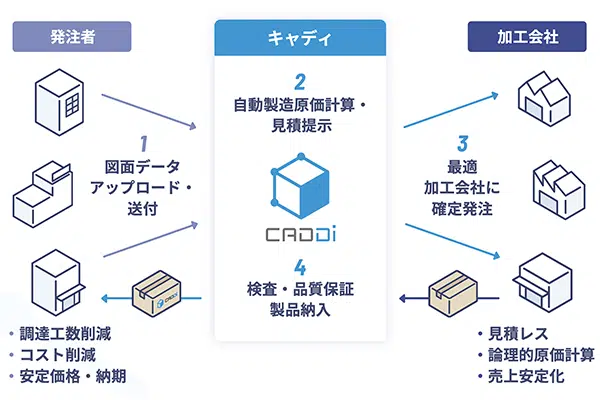 発注者
キャディ
加工会社
1
図面データ
アップロード・
送付
2
自動製造原価計算・
見積提示
CADDi
3
最適
加工会社に
確定発注
4
検査・品質保証
製品納入
CADDi
・調達工数削減
・コスト削減
・安定価格・納期
・見積レス
・論理的原価計算
・売上安定化